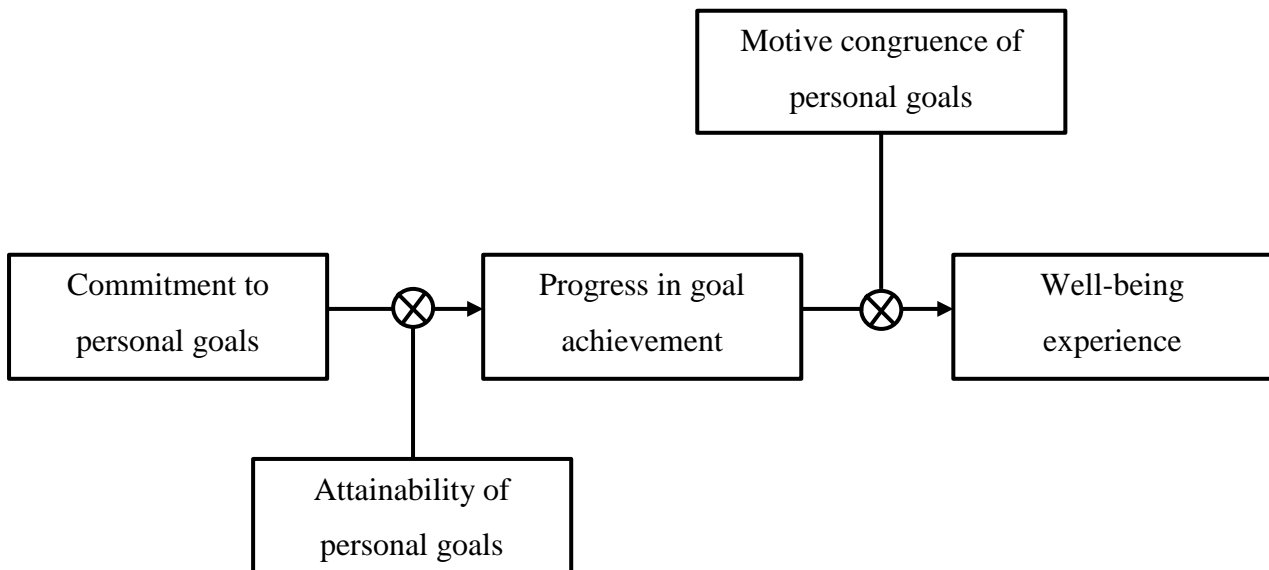 Motive congruence of
personal goals
Commitment to
personal goals
Progress in goal
achievement
Well-being
experience
Attainability of
personal goals